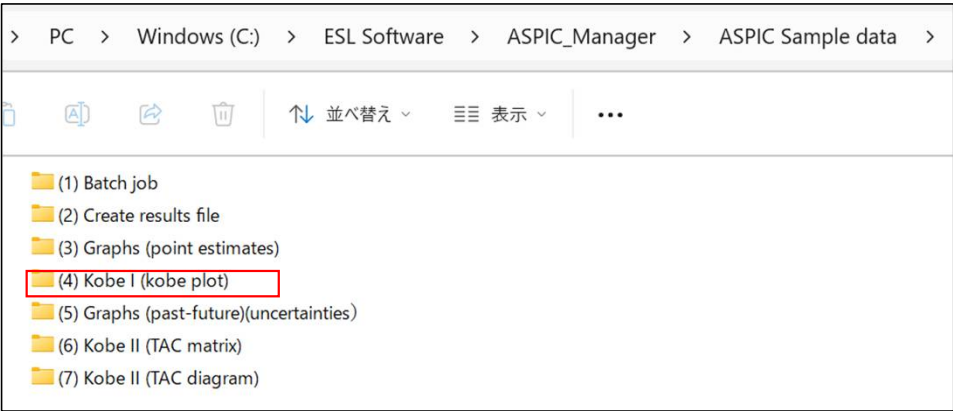 > PC > Windows (C:) > ESL Software > ASPIC_Manager > ASPIC Sample data >
並べ替え 表示 •••
(1) Batch job
(2) Create results file
(3) Graphs (point estimates)
(4) Kobe I (kobe plot)
(5) Graphs (past-future)(uncertainties）
(6) Kobe II (TAC matrix)
(7) Kobe II (TAC diagram)